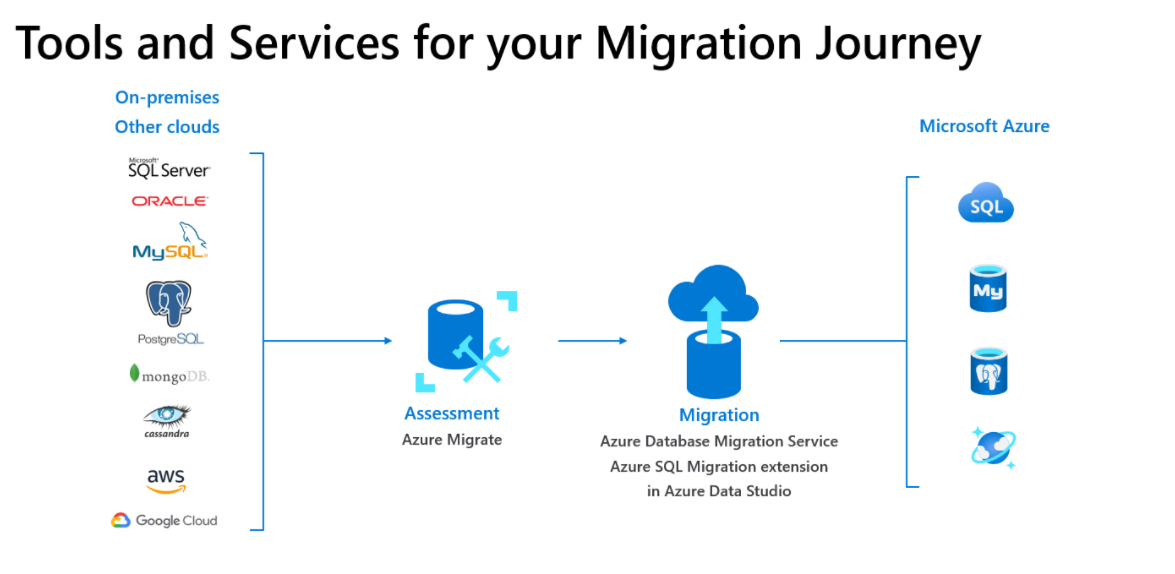 Tools and Services for your Migration Journey
On-premises
Other clouds
Microsoft Azure
Microsoft
SQL Server
ORACLE
MySQL
PostgreSQL
mongoDB
cassandra
aws
Google Cloud
Assessment
Azure Migrate
Migration
Azure Database Migration Service
Azure SQL Migration extension
in Azure Data Studio
SQL
My